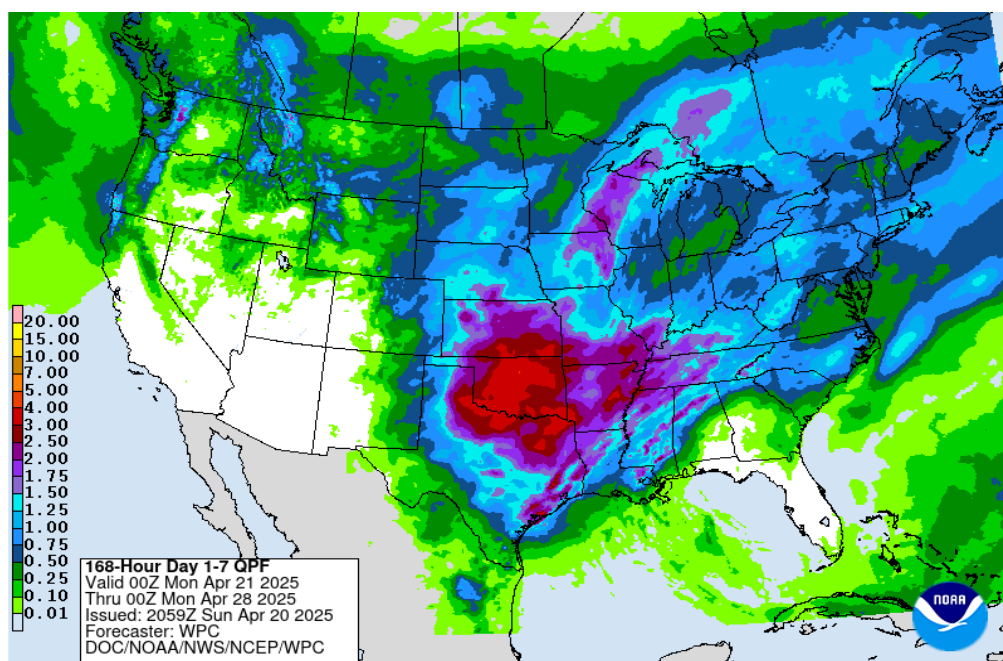 20.00
15.00
10.00
7.00
5.00
4.00
3.00
2.50
2.00
1.75
1.50
1.25
1.00
0.75
0.50
0.25
0.10
0.01
168-Hour Day 1-7 QPF
Valid 00Z Mon Apr 21 2025
Thru 00Z Mon Apr 28 2025
Issued: 2059Z Sun Apr 20 2025
Forecaster: WPC
DOC/NOAA/NWS/NCEP/WPC
NOAA